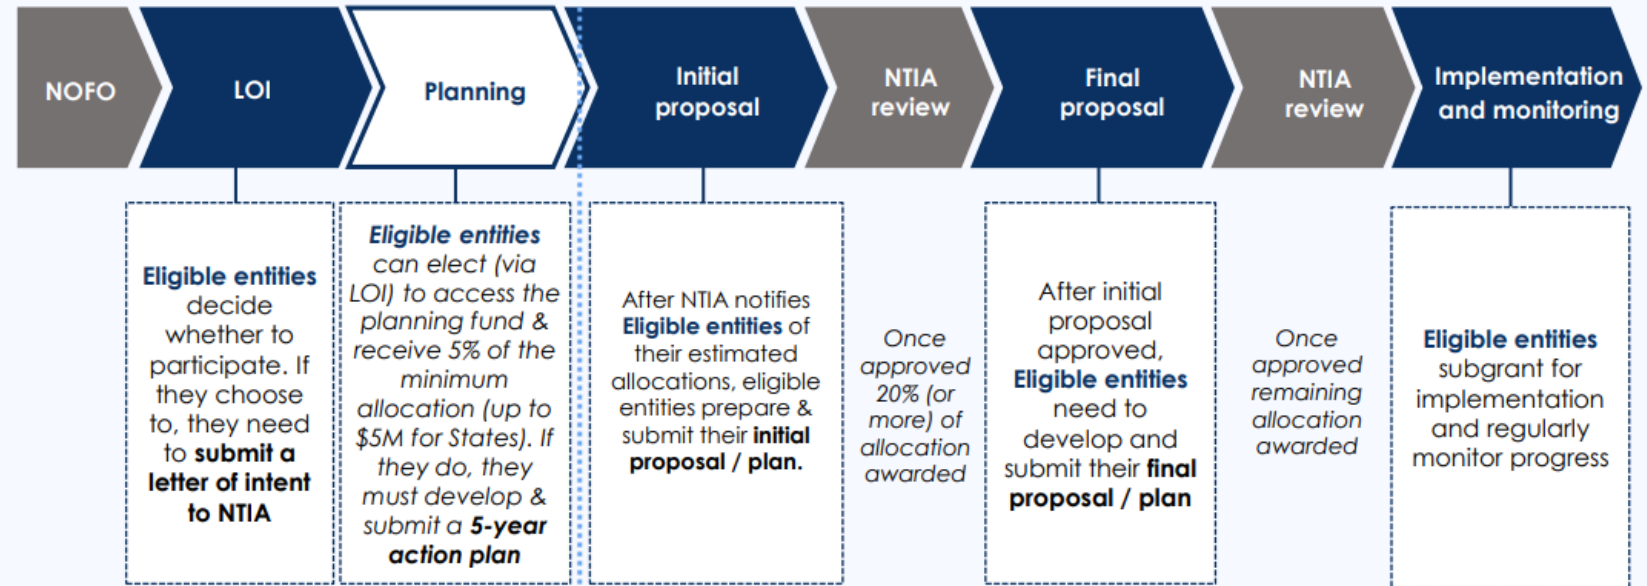 NOFO
LOI
Planning
Initial
proposal
NTIA
review
Final
proposal
NTIA
review
Implementation
and monitoring
Eligible entities
decide
whether to
participate. If
they choose
to, they need
to submit a
letter of intent
to NTIA
Eligible entities
can elect (via
LOI) to access the
planning fund &
receive 5% of the
minimum
allocation (up to
$5M for States). If
they do, they
must develop &
submit a 5-year
action plan
After NTIA notifies
Eligible entities of
their estimated
allocations, eligible
entities prepare &
submit their initial
proposal / plan.
Once
approved
20% (or
more) of
allocation
awarded
After initial
proposal
approved,
Eligible entities
need to
develop and
submit their final
proposal / plan
Once
approved
remaining
allocation
awarded
Eligible entities
subgrant for
implementation
and regularly
monitor progress